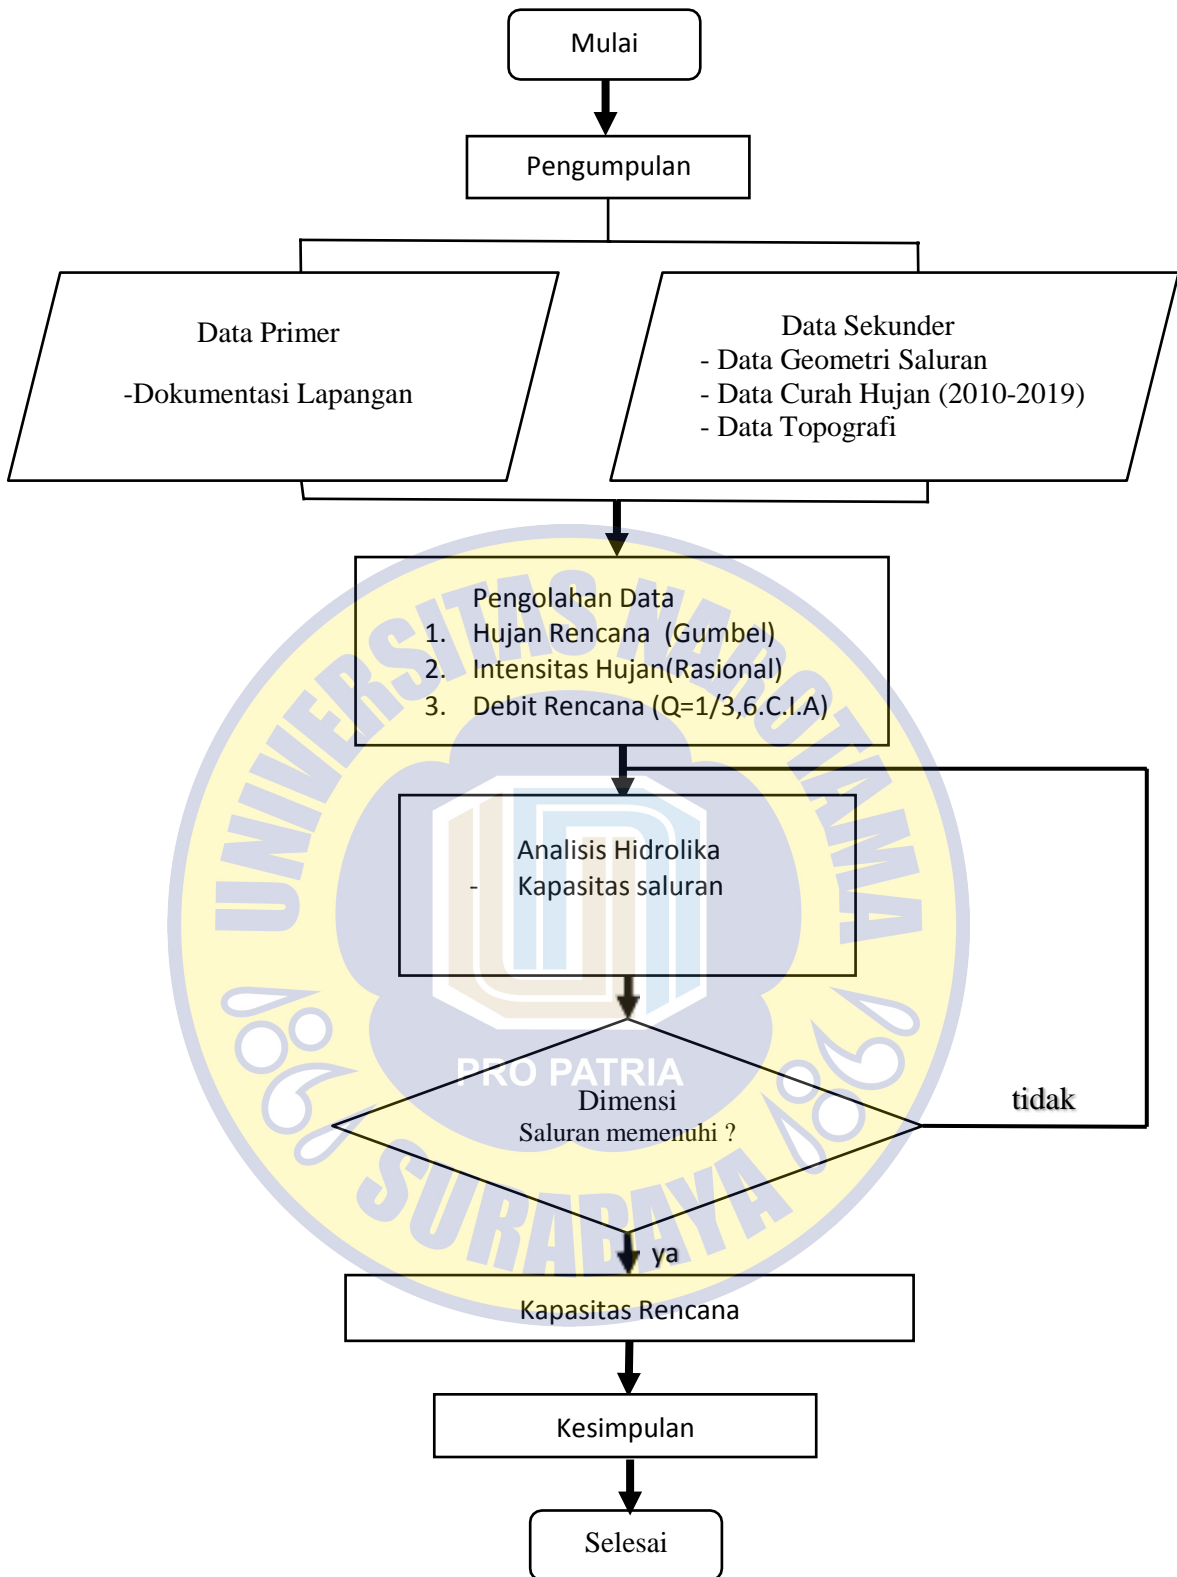 Mulai
Pengumpulan
Data Primer
-Dokumentasi Lapangan
Data Sekunder
- Data Geometri Saluran
- Data Curah Hujan (2010-2019)
- Data Topografi
Pengolahan Data
1. Hujan Rencana (Gumbel)
2. Intensitas Hujan(Rasional)
3. Debit Rencana (Q=1/3,6.C.I.A)
Analisis Hidrolika
- Kapasitas saluran
Dimensi
Saluran memenuhi ?
tidak
ya
Kapasitas Rencana
Kesimpulan
Selesai
UNIVERSITAS NAROTAMA
PRO PATRIA
SURABAYA